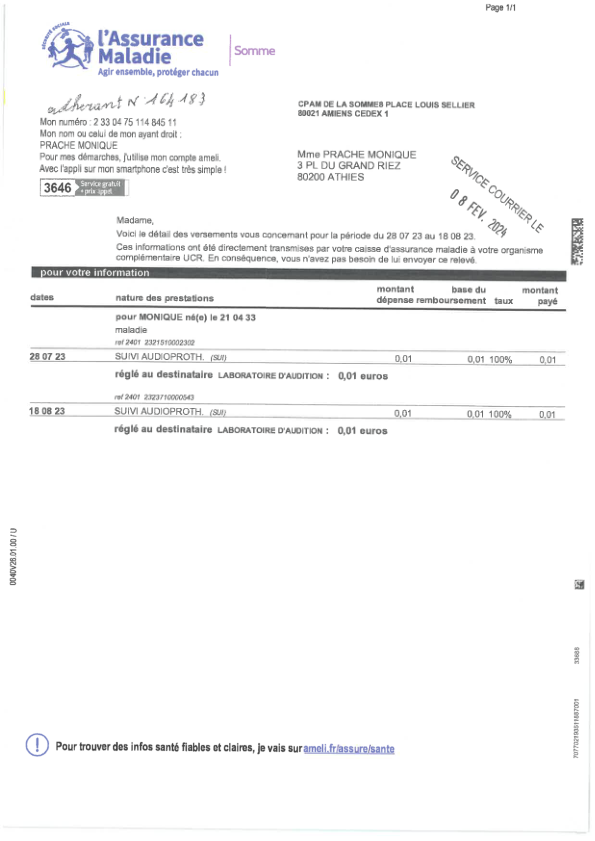 Page 1/1
SÉCURITÉ SOCIALE
l'Assurance
Maladie
Agir ensemble, protéger chacun
Somme
adherant N° 164 183
Mon numéro : 2 33 04 75 114 845 11
Mon nom ou celui de mon ayant droit :
PRACHE MONIQUE
Pour mes démarches, j'utilise mon compte ameli.
Avec l'appli sur mon smartphone c'est très simple !
3646 Service gratuit
+ prix appel
CPAM DE LA SOMME8 PLACE LOUIS SELLIER
80021 AMIENS CEDEX 1
Mme PRACHE MONIQUE
3 PL DU GRAND RIEZ
80200 ATHIES
SERVICE COURRIER LE
08 FEV. 2024
Madame,
Voici le détail des versements vous concernant pour la période du 28 07 23 au 18 08 23.
Ces informations ont été directement transmises par votre caisse d'assurance maladie à votre organisme
complémentaire UCR. En conséquence, vous n'avez pas besoin de lui envoyer ce relevé.
pour votre information
dates nature des prestations montant dépense base du remboursement taux montant payé
pour MONIQUE né(e) le 21 04 33
maladie
ref 2401 2321510002302
28 07 23 SUIVI AUDIOPROTH. (SUI) 0,01 0,01 100% 0,01
réglé au destinataire LABORATOIRE D'AUDITION : 0,01 euros
ref 2401 2323710000543
18 08 23 SUIVI AUDIOPROTH. (SUI) 0,01 0,01 100% 0,01
réglé au destinataire LABORATOIRE D'AUDITION : 0,01 euros
0040V28.01.00 / U
33688
707702193511887001
Pour trouver des infos santé fiables et claires, je vais sur ameli.fr/assure/sante